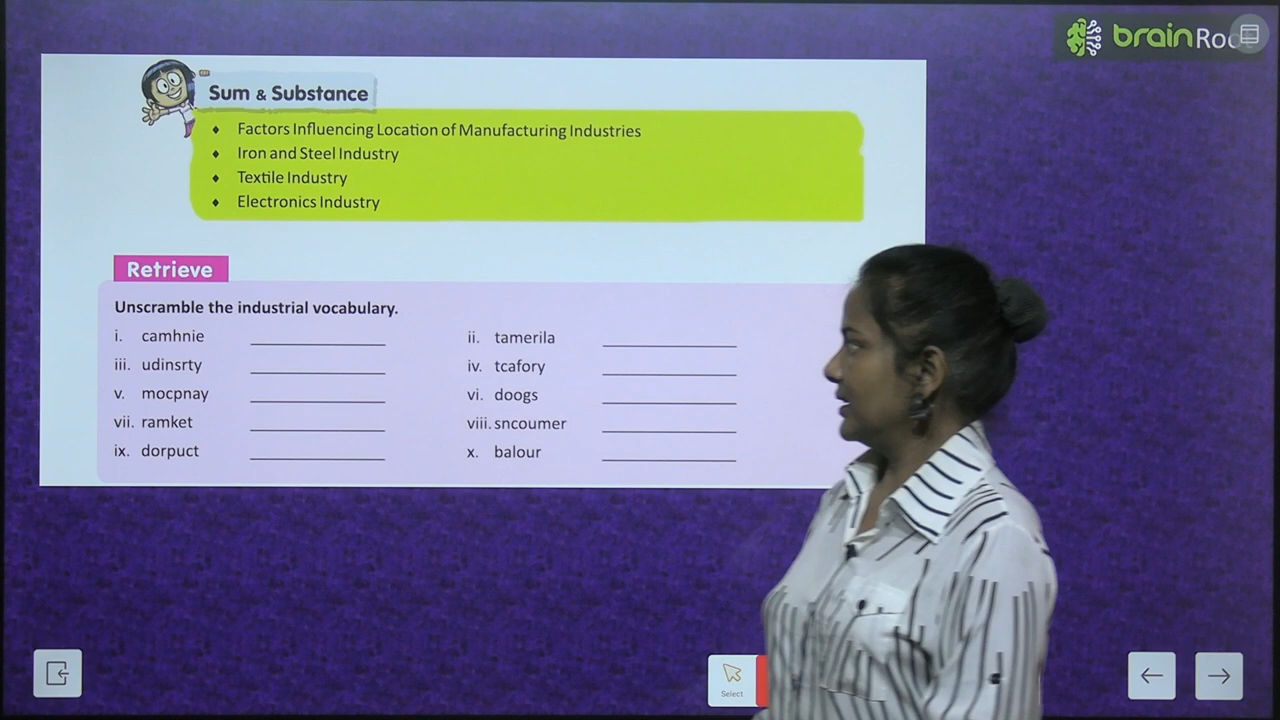 brainRoo
Sum & Substance
♦ Factors Influencing Location of Manufacturing Industries
♦ Iron and Steel Industry
♦ Textile Industry
♦ Electronics Industry
Retrieve
Unscramble the industrial vocabulary.
i. camhnie ii. tamerila
iii. udinsrty iv. tcafory
v. mocpnay vi. doogs
vii. ramket viii. sncoumer
ix. dorpuct x. balour
Select